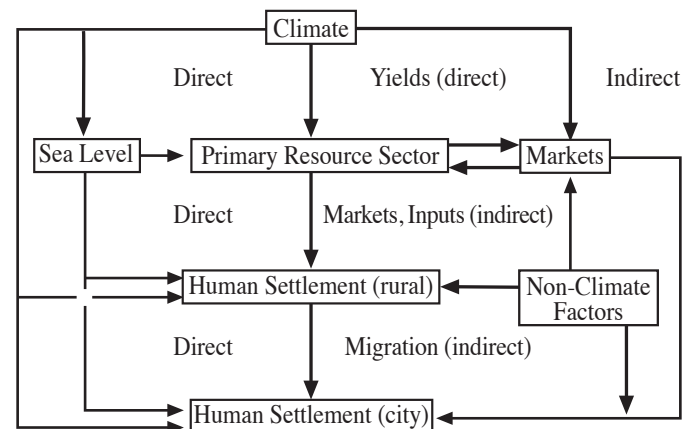 Climate
Direct
Yields (direct)
Indirect
Sea Level
Primary Resource Sector
Markets
Direct
Markets, Inputs (indirect)
Human Settlement (rural)
Non-Climate
Factors
Direct
Migration (indirect)
Human Settlement (city)